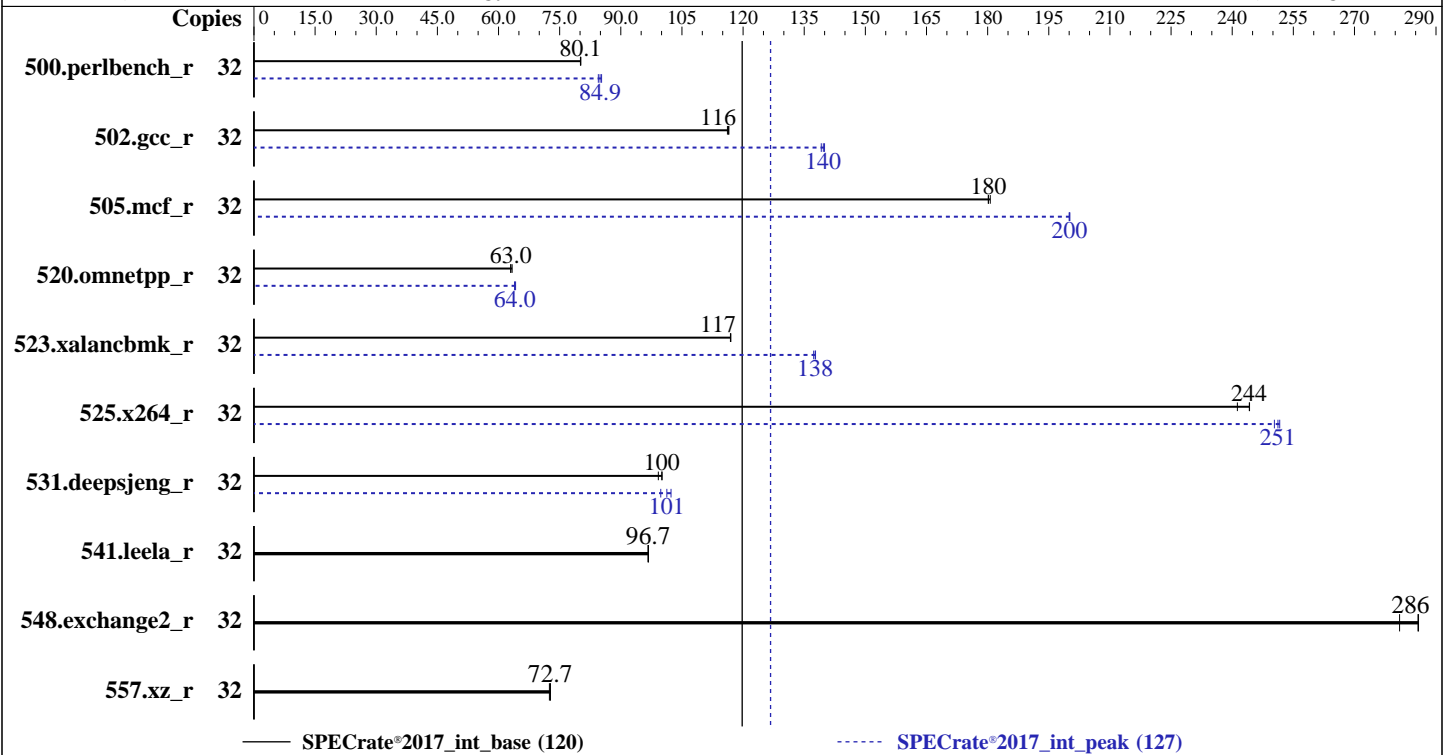 Copies 0 15.0 30.0 45.0 60.0 75.0 90.0 105 120 135 150 165 180 195 210 225 240 255 270 290
80.1
500.perlbench_r 32
84.9
116
502.gcc_r 32
140
180
505.mcf_r 32
200
63.0
520.omnetpp_r 32
64.0
117
523.xalancbmk_r 32
138
244
525.x264_r 32
251
100
531.deepsjeng_r 32
101
96.7
541.leela_r 32
286
548.exchange2_r 32
72.7
557.xz_r 32
SPECrate®2017_int_base (120) SPECrate®2017_int_peak (127)